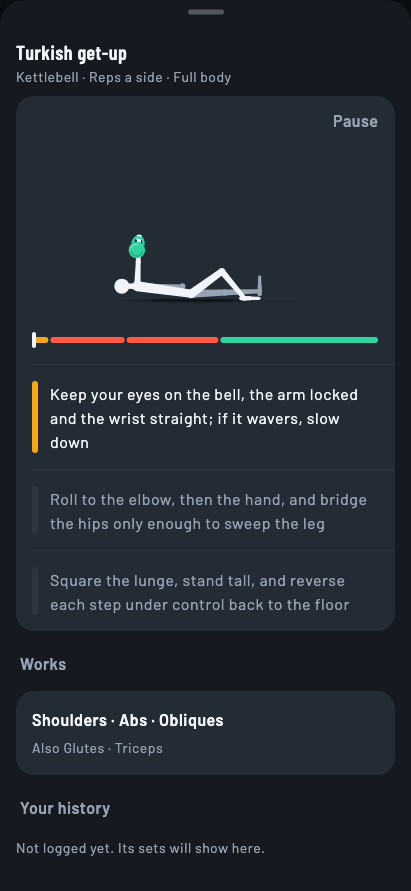 Turkish get-up
Kettlebell · Reps a side · Full body
Pause
Keep your eyes on the bell, the arm locked
and the wrist straight; if it wavers, slow
down
Roll to the elbow, then the hand, and bridge
the hips only enough to sweep the leg
Square the lunge, stand tall, and reverse
each step under control back to the floor
Works
Shoulders · Abs · Obliques
Also Glutes · Triceps
Your history
Not logged yet. Its sets will show here.